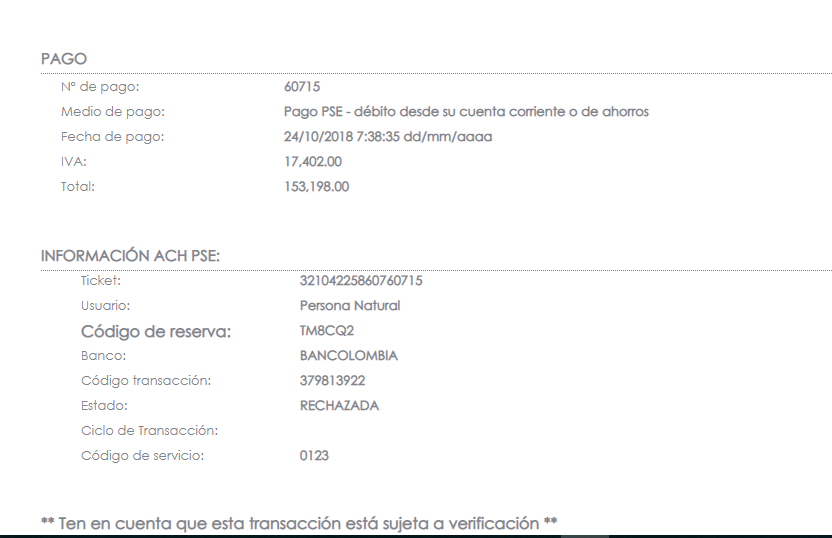 PAGO
N° de pago: 60715
Medio de pago: Pago PSE - débito desde su cuenta corriente o de ahorros
Fecha de pago: 24/10/2018 7:38:35 dd/mm/aaaa
IVA: 17,402.00
Total: 153,198.00
INFORMACIÓN ACH PSE:
Ticket: 32104225860760715
Usuario: Persona Natural
Código de reserva: TM8CQ2
Banco: BANCOLOMBIA
Código transacción: 379813922
Estado: RECHAZADA
Ciclo de Transacción:
Código de servicio: 0123
** Ten en cuenta que esta transacción está sujeta a verificación **